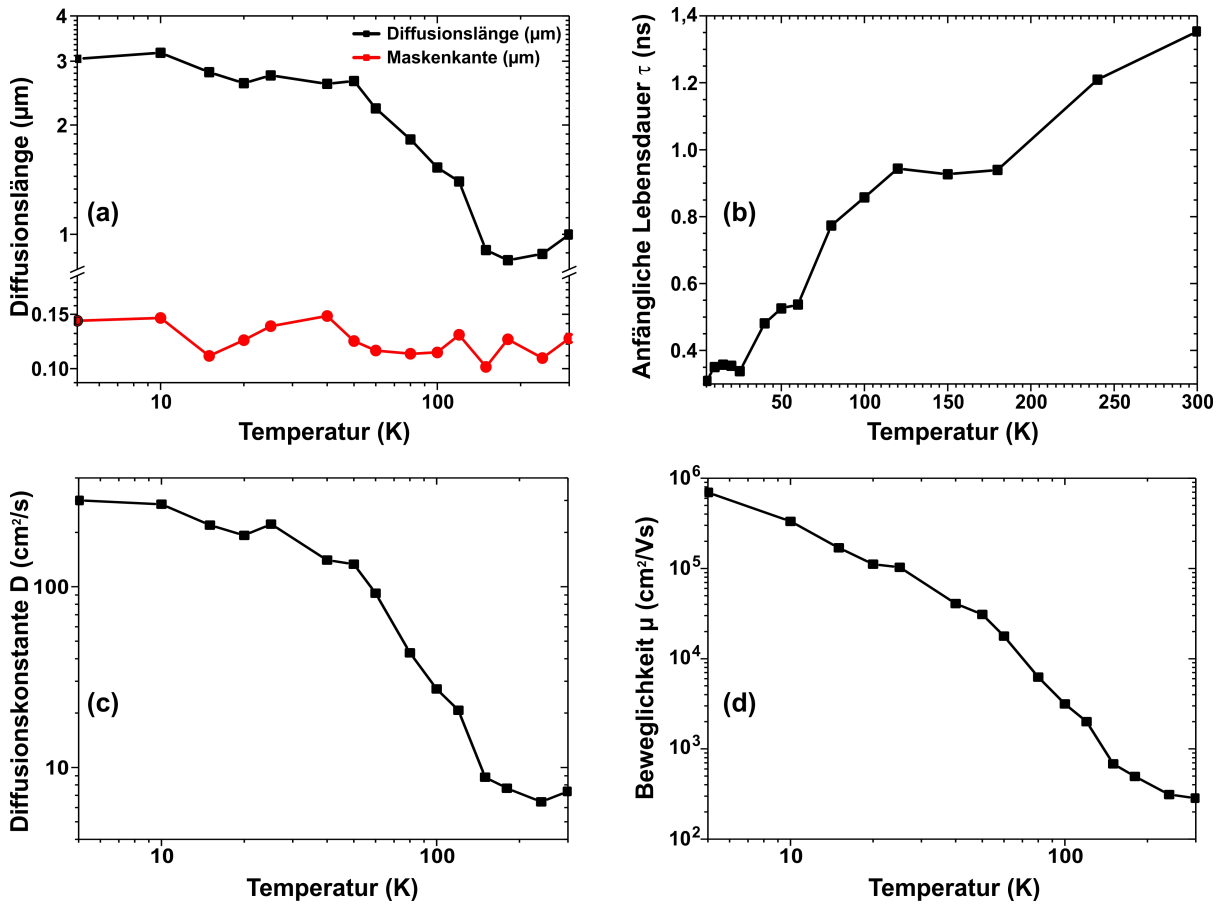 4
3
2
1
0.15
0.10
10
100
Diffusionslänge (µm)
Temperatur (K)
Diffusionslänge (µm)
Maskenkante (µm)
(a)
1,4
1.2
1.0
0.8
0.6
0.4
50
100
150
200
250
300
Anfängliche Lebensdauer τ (ns)
Temperatur (K)
(b)
100
10
10
100
Diffusionskonstante D (cm²/s)
Temperatur (K)
(c)
10⁶
10⁵
10⁴
10³
10²
10
100
Beweglichkeit µ (cm²/Vs)
Temperatur (K)
(d)